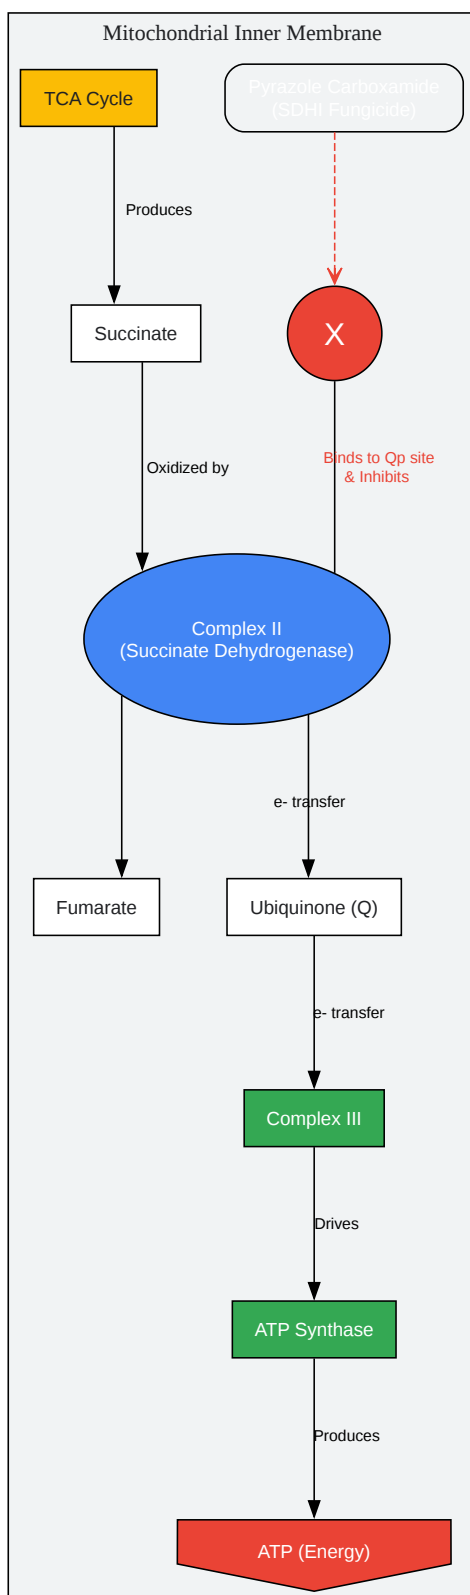 Mitochondrial Inner Membrane
TCA Cycle
Pyrazole Carboxamide
(SDHI Fungicide)
Produces
Succinate
X
Oxidized by
Binds to Qp site
& Inhibits
Complex II
(Succinate Dehydrogenase)
e- transfer
Fumarate
Ubiquinone (Q)
e- transfer
Complex III
Drives
ATP Synthase
Produces
ATP (Energy)